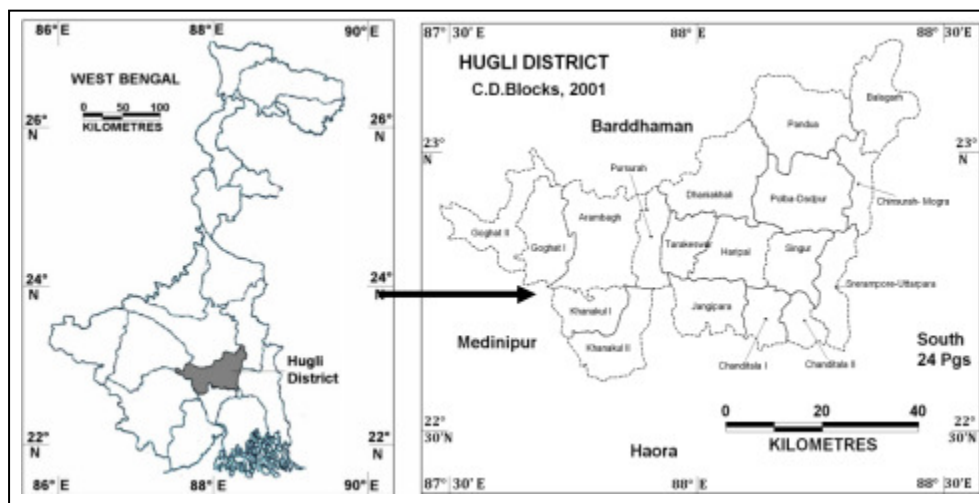 86° E
88° E
90° E
WEST BENGAL
0 50 100
KILOMETRES
26°
N
26°
N
24°
N
24°
N
Hugli
District
22°
N
22°
N
86° E
88° E
90° E
87° 30' E
88° E
88° 30' E
HUGLI DISTRICT
C.D.Blocks, 2001
Barddhaman
23°
N
23°
N
Balagarh
Pandua
Pursurah
Dhaniakhali
Polba-Dadpur
Chinsurah- Mogra
Arambagh
Goghat II
Goghat I
Tarakeswar
Haripal
Singur
Srerampore-Uttarpara
Khanakul I
Jangipara
Medinipur
Khanakul II
Chanditala I
Chanditala II
South
24 Pgs
0 20 40
KILOMETRES
22°
30'N
22°
30'N
Haora
87° 30' E
88° E
88° 30' E